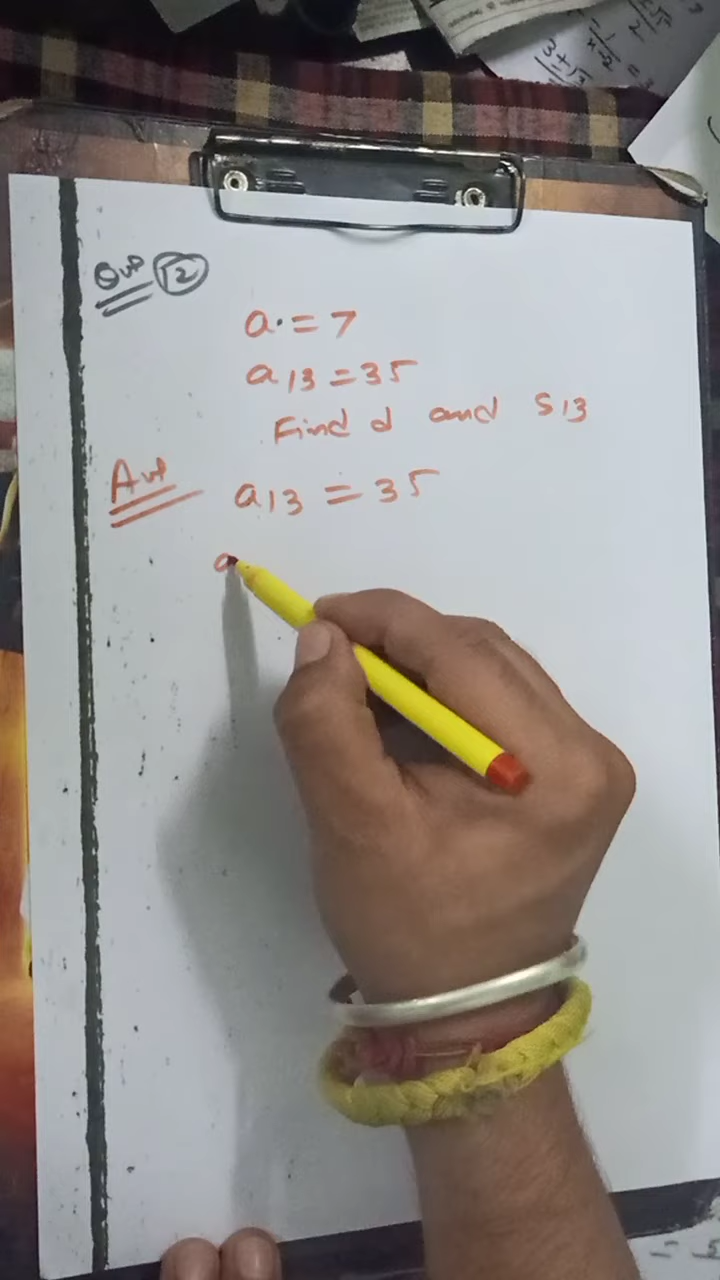 Que 12
a = 7
a13 = 35
Find d and S13
Ans a13 = 35
a